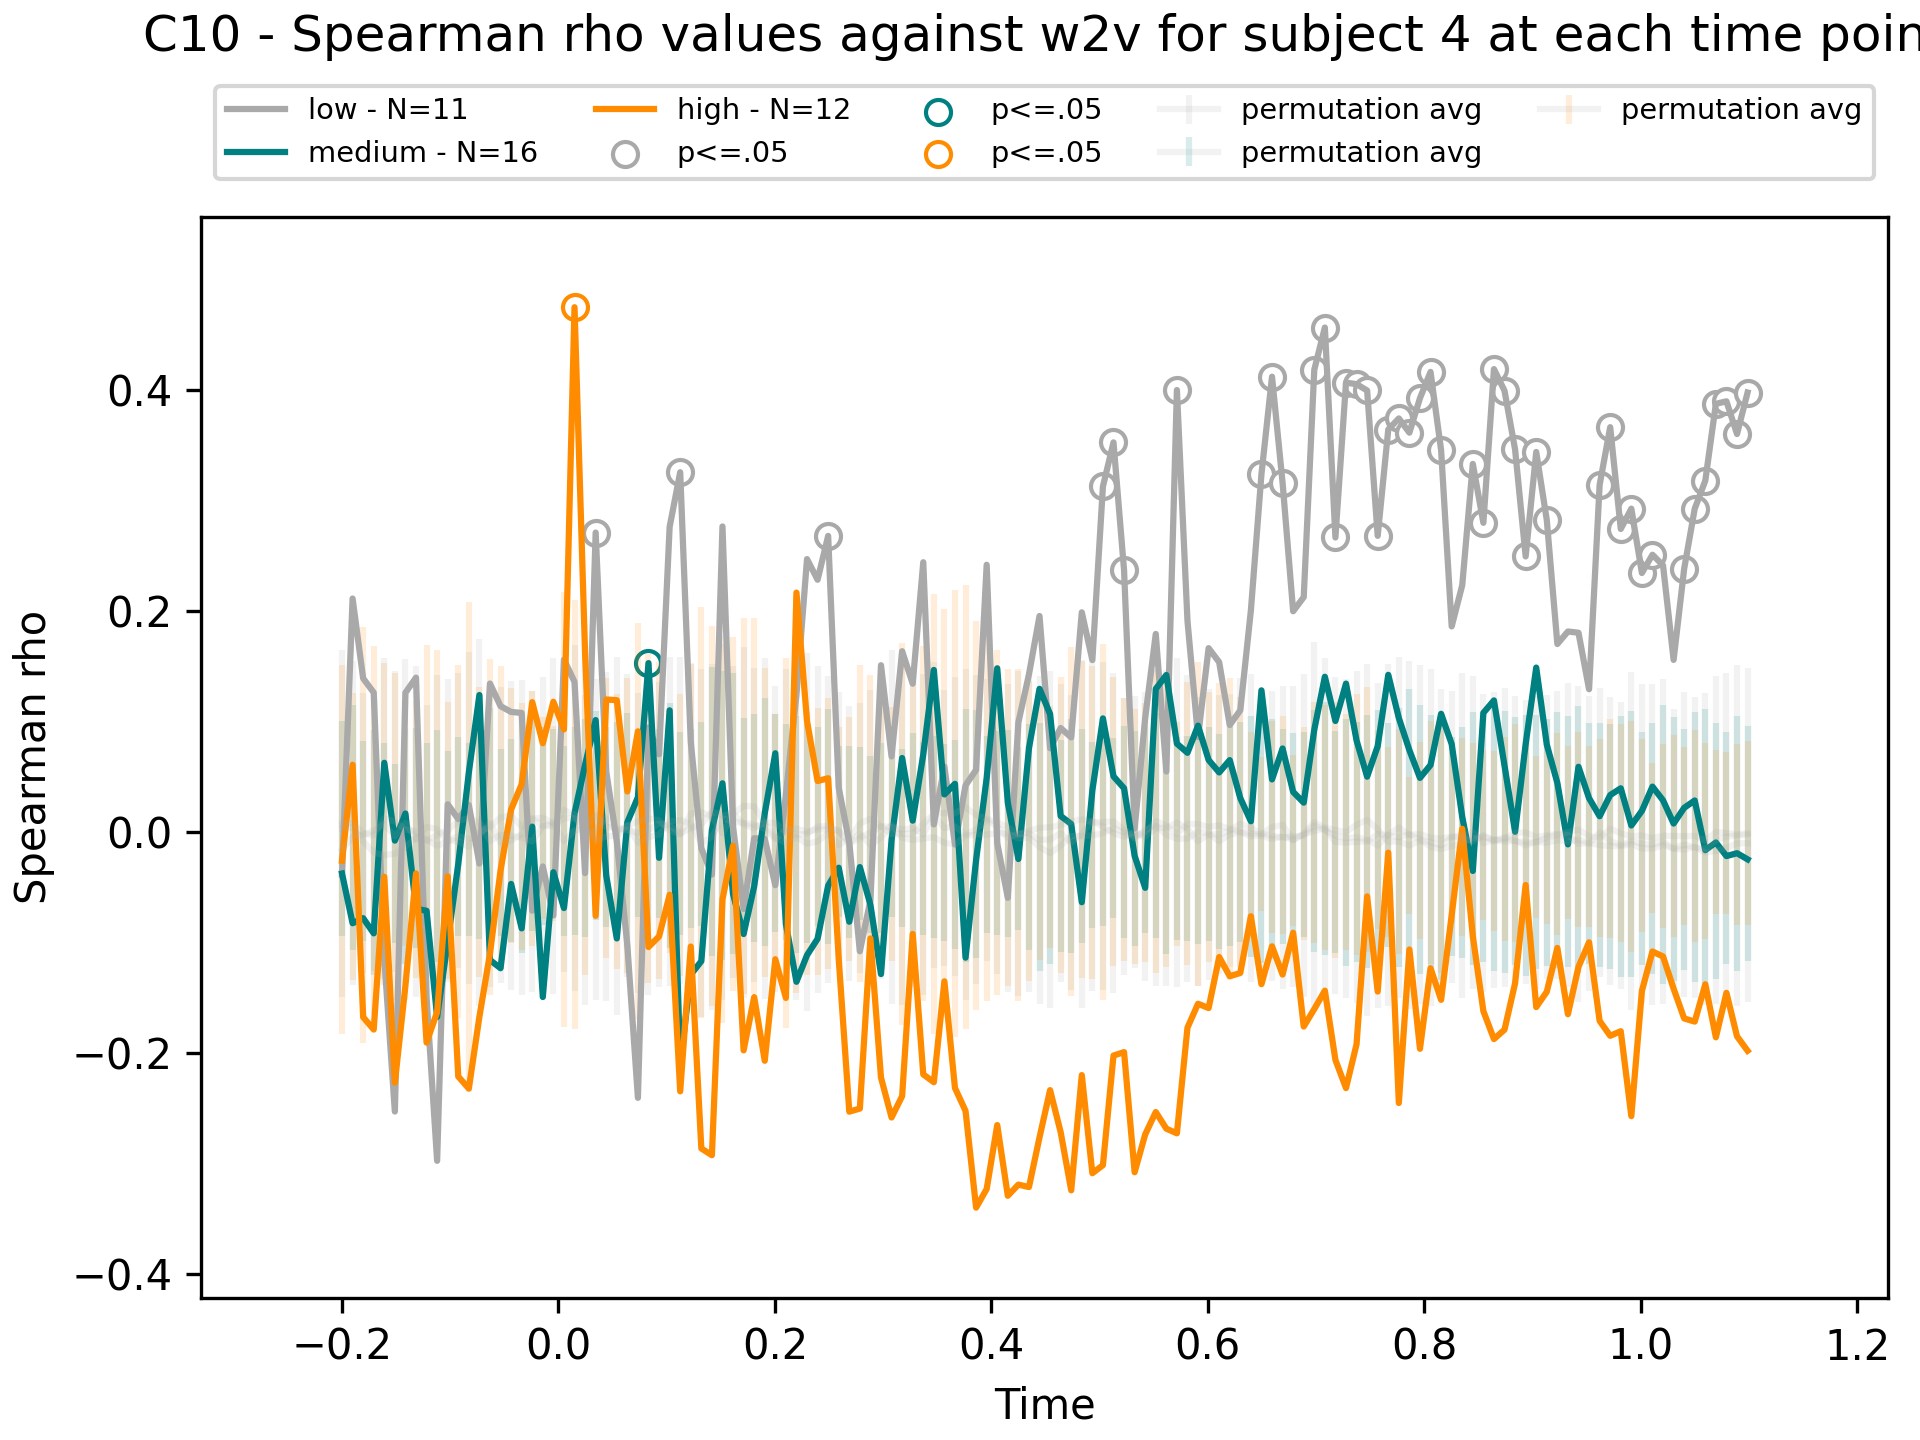 C10 - Spearman rho values against w2v for subject 4 at each time poin
low - N=11
medium - N=16
high - N=12
p<=.05
p<=.05
p<=.05
permutation avg
permutation avg
permutation avg
Spearman rho
0.4
0.2
0.0
−0.2
−0.4
−0.2 0.0 0.2 0.4 0.6 0.8 1.0 1.2
Time